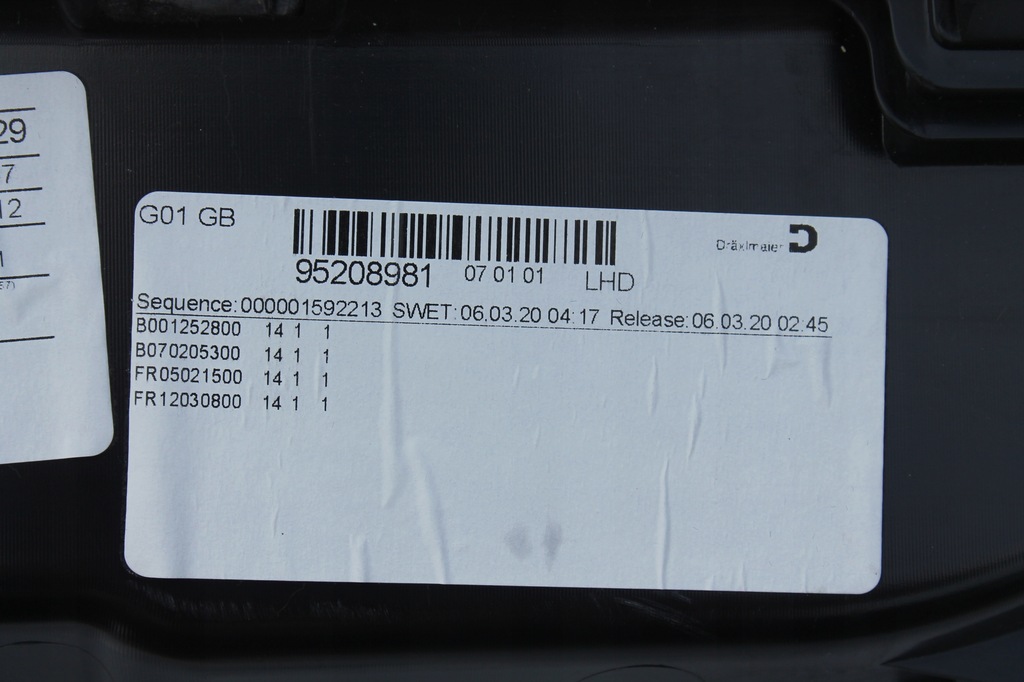 29
7
12
1
57)
G01 GB
Dräxlmaier
95208981 07 01 01 LHD
Sequence:000001592213 SWET:06.03.20 04:17 Release:06.03.20 02:45
B001252800 14 1 1
B070205300 14 1 1
FR05021500 14 1 1
FR12030800 14 1 1